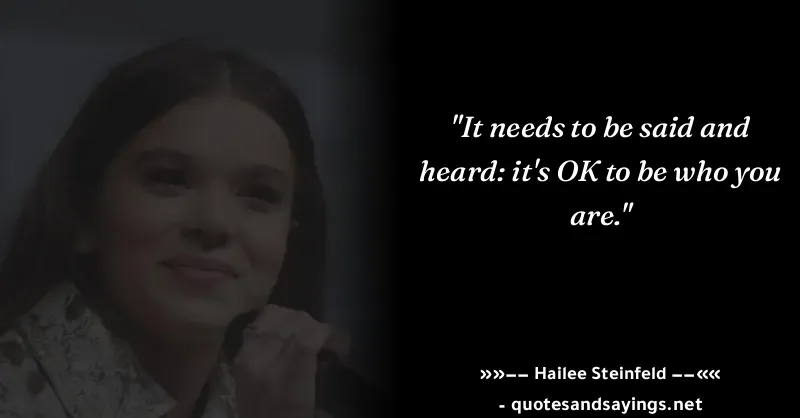 "It needs to be said and
heard: it's OK to be who you
are."
»»-- Hailee Steinfeld --««
- quotesandsayings.net